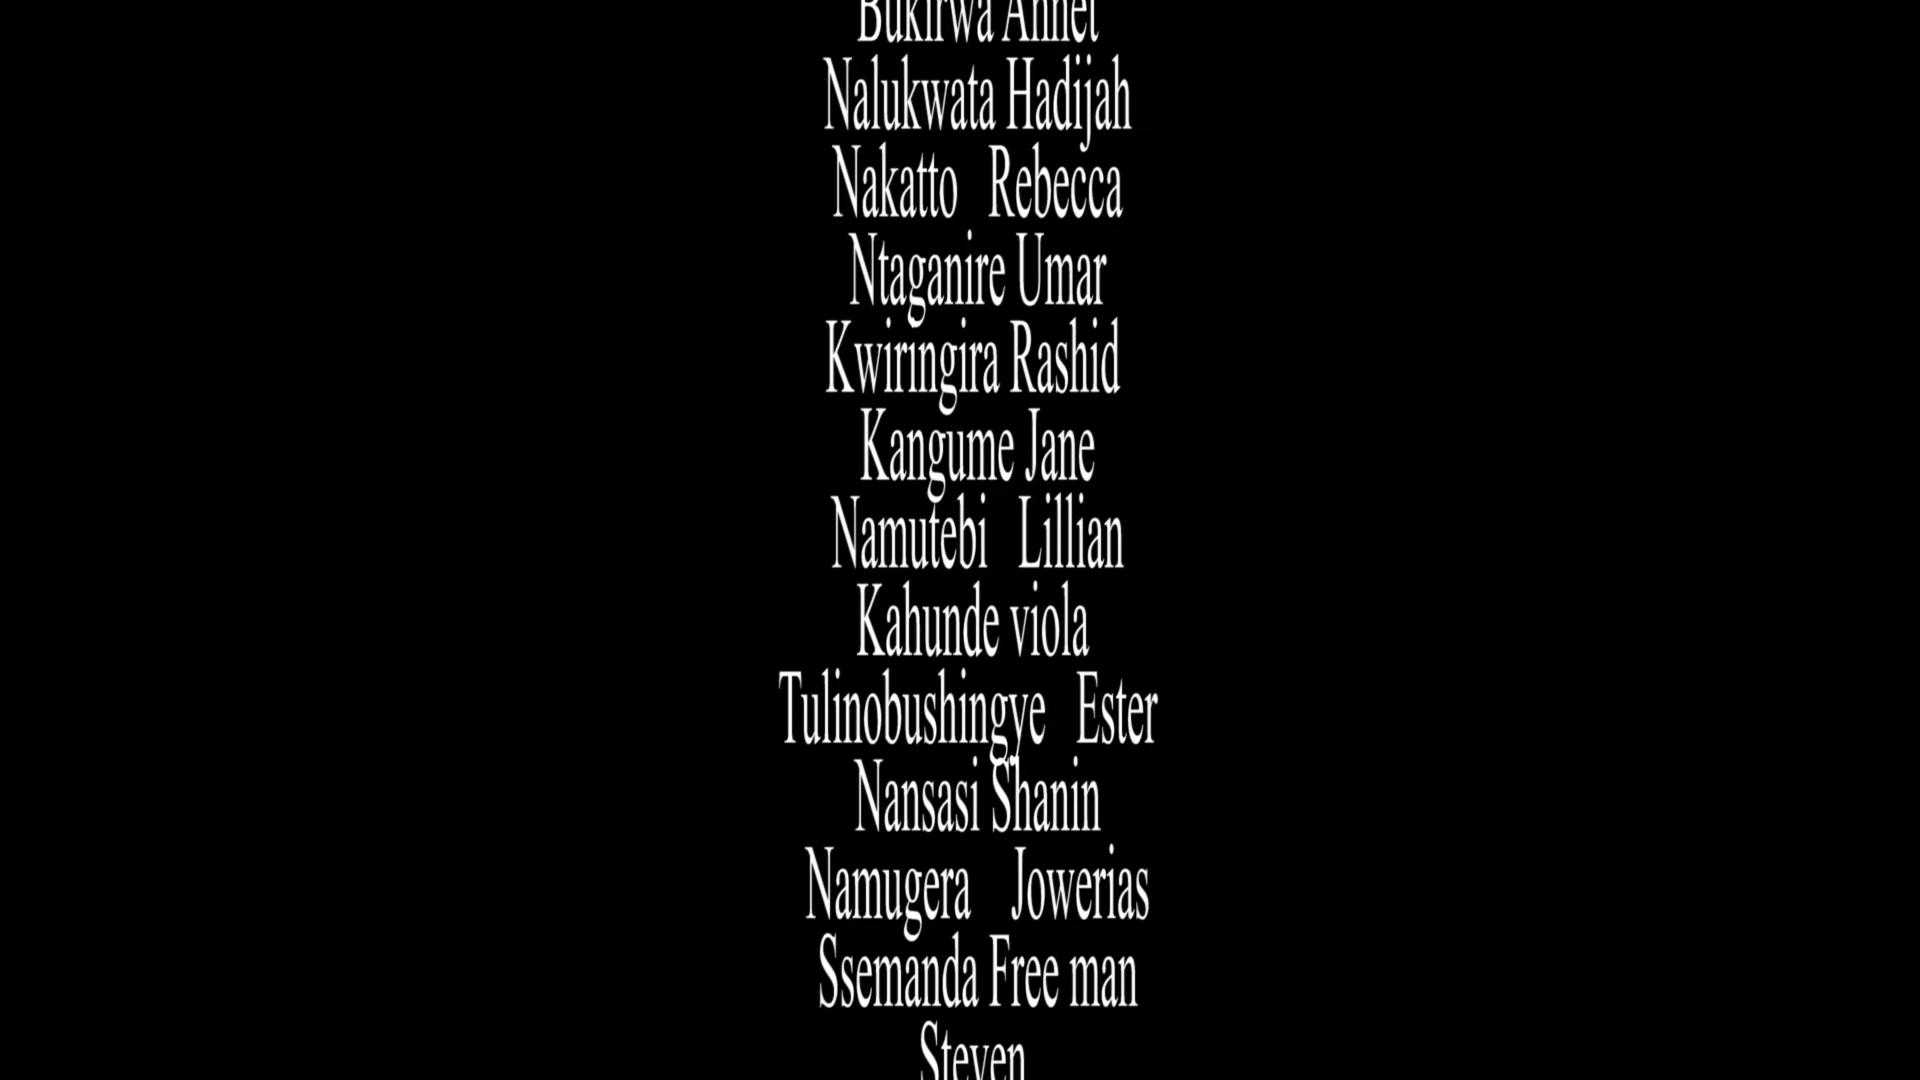 Bukirwa Annet
Nalukwata Hadijah
Nakatto Rebecca
Ntaganire Umar
Kwiringira Rashid
Kangume Jane
Namutebi Lillian
Kahunde viola
Tulinobushingye Ester
Nansasi Shanin
Namugera Jowerias
Ssemanda Free man
Steven